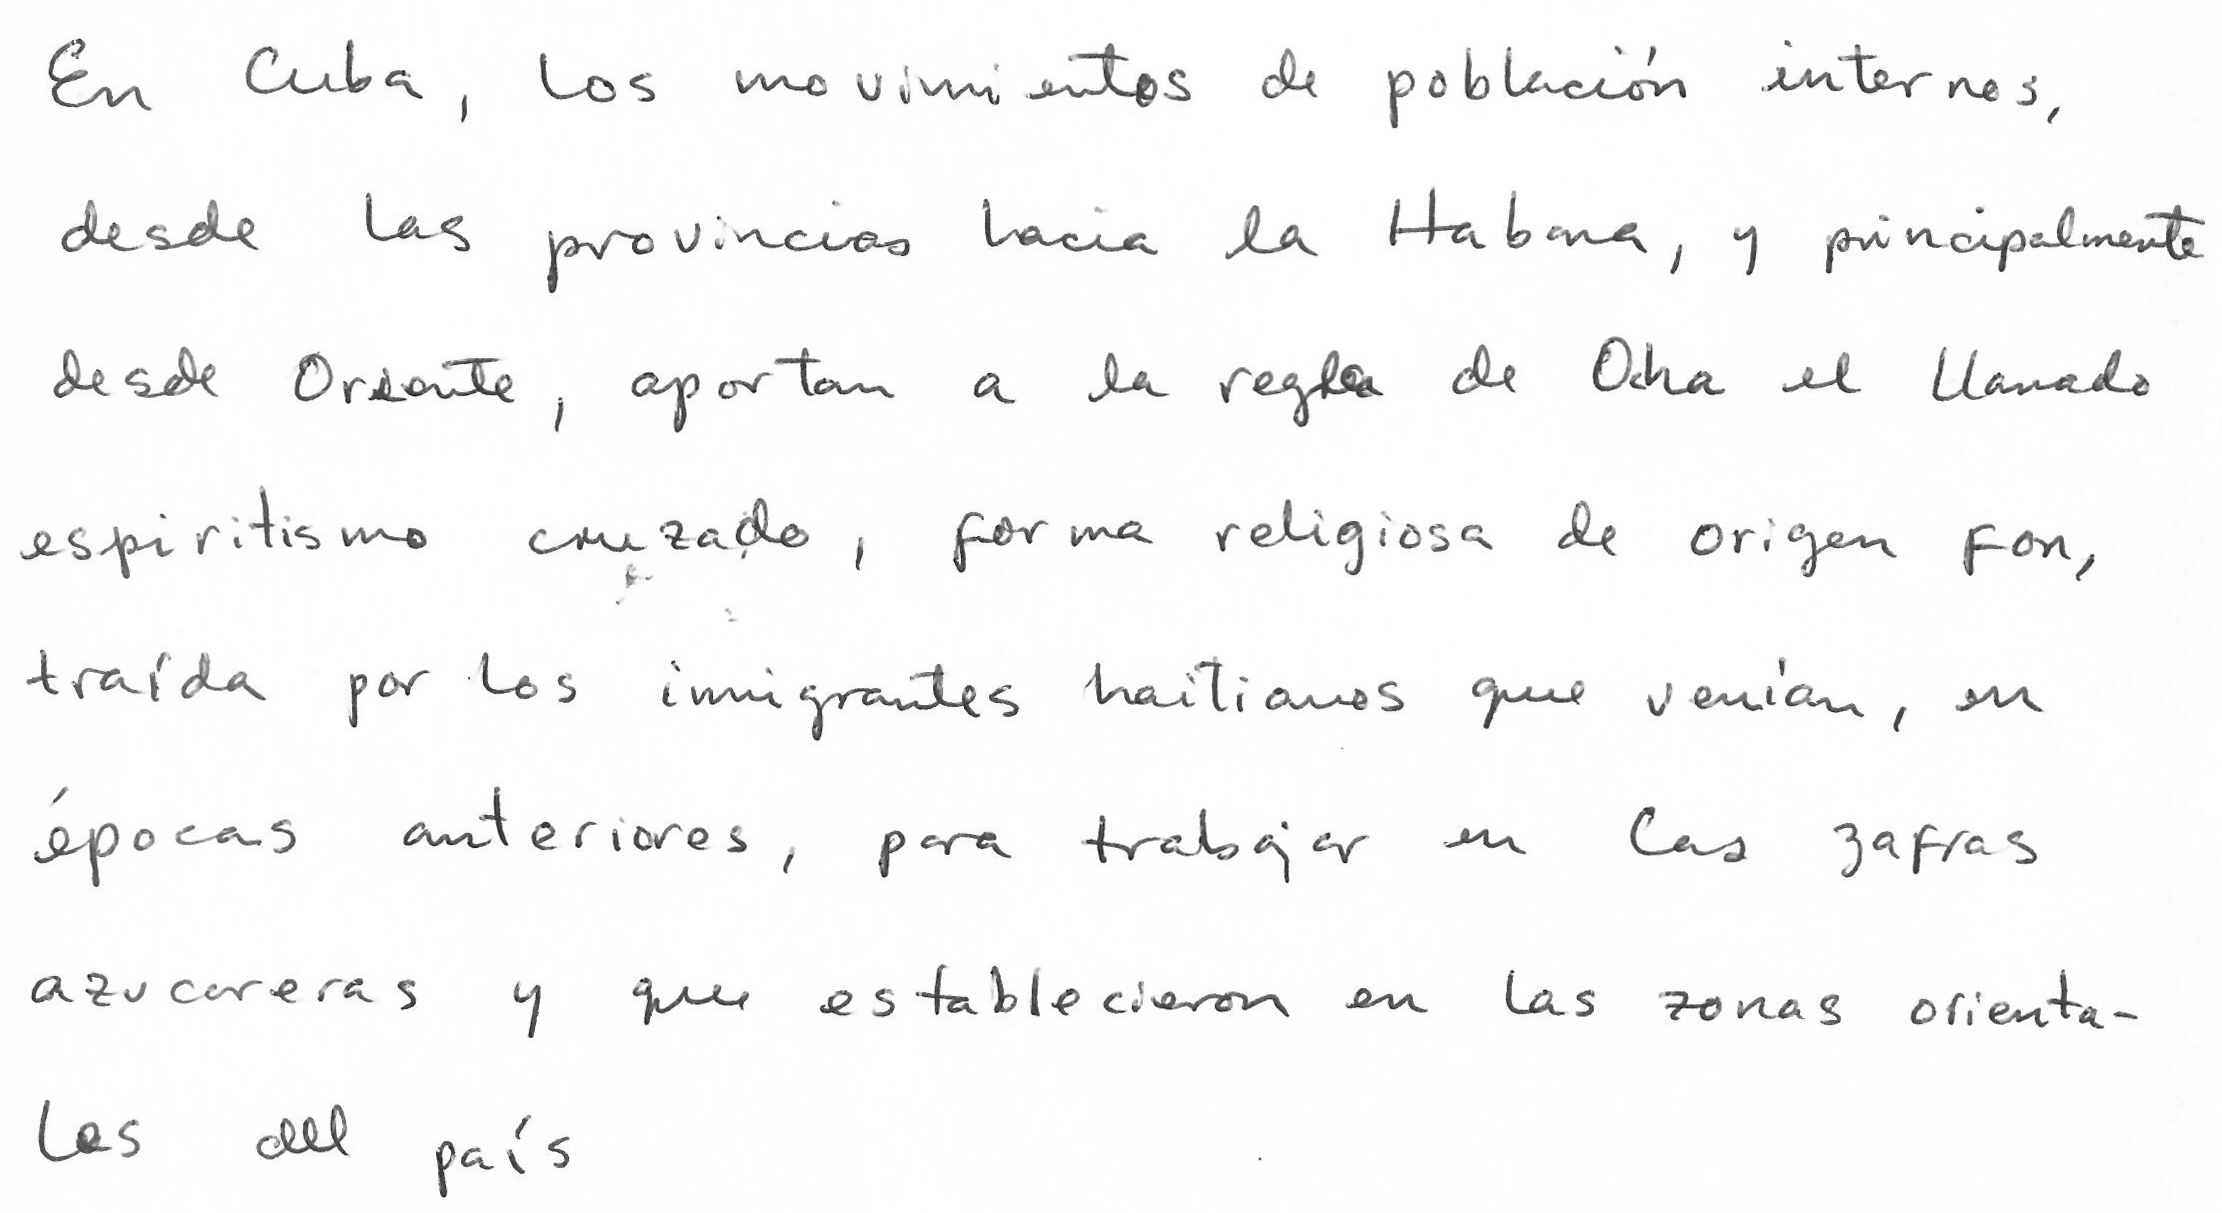 En Cuba, los movimientos de población internos,
desde las provincias hacia la Habana, y principalmente
desde Oriente, aportan a la regla de Ocha el llamado
espiritismo cruzado, forma religiosa de origen Fon,
traída por los inmigrantes haitianos que venían, en
épocas anteriores, para trabajar en las zafras
azucareras y que establecieron en las zonas orienta-
les del país